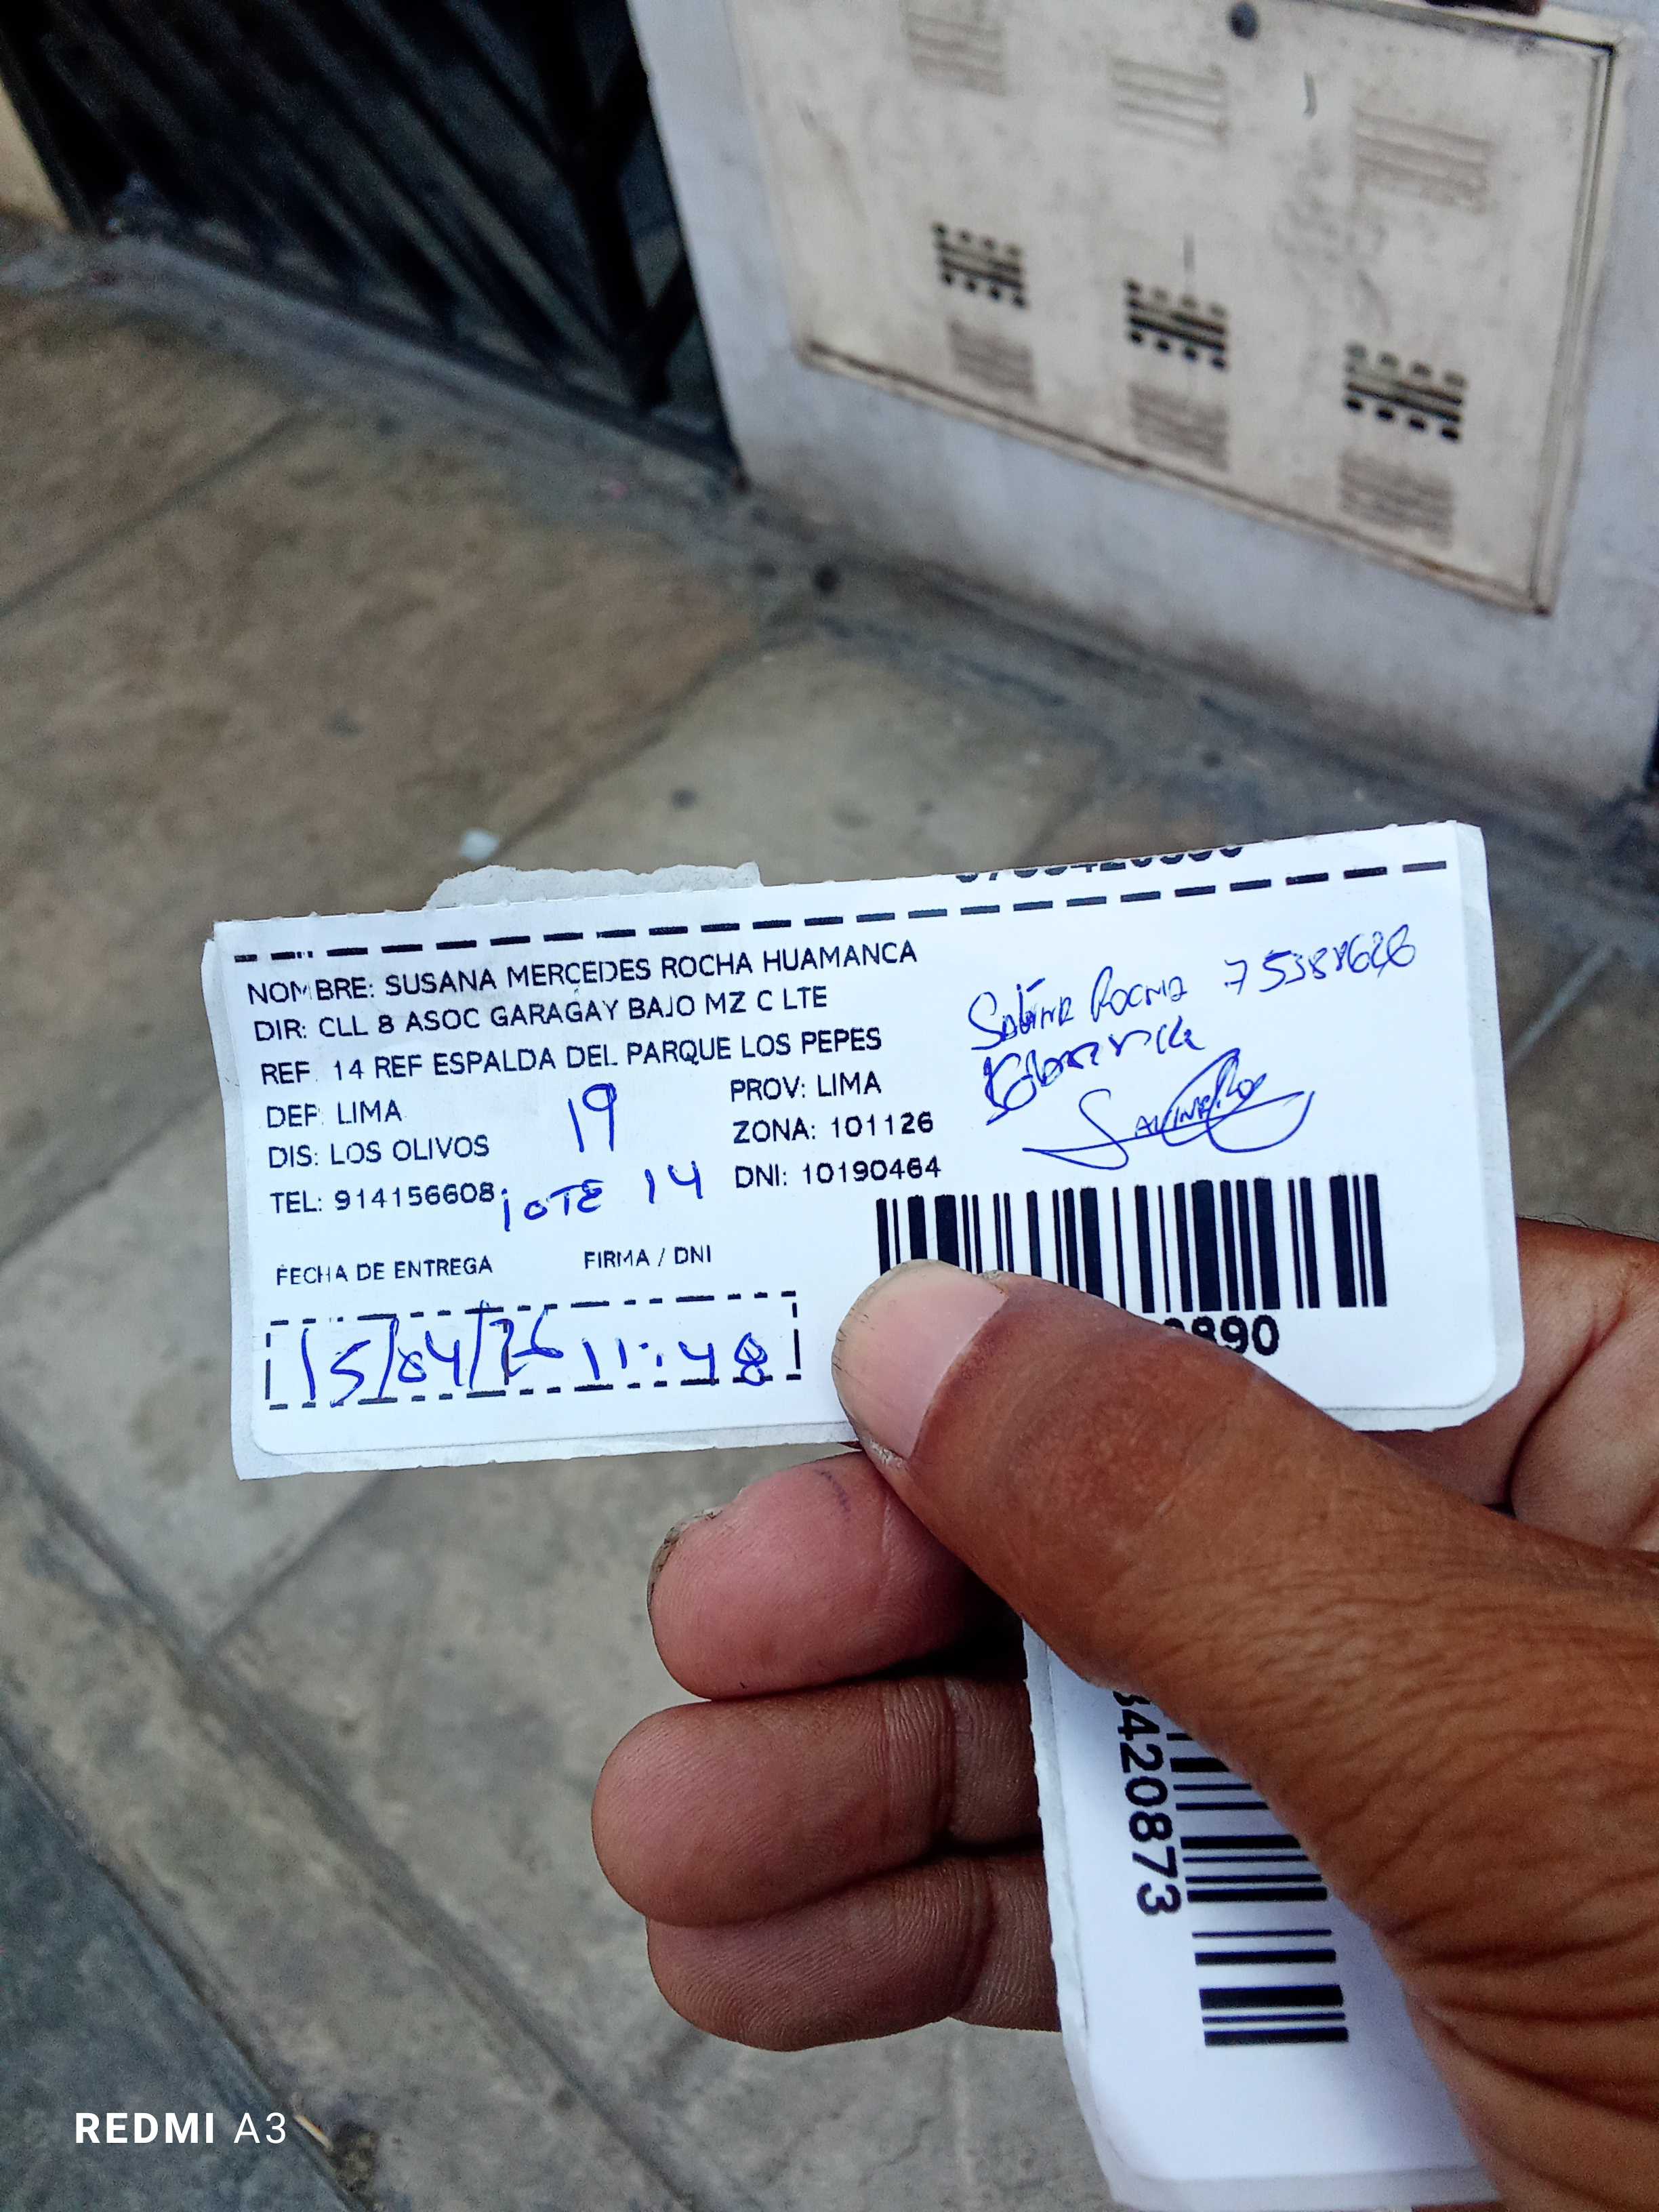 NOMBRE: SUSANA MERCEDES ROCHA HUAMANCA
DIR: CLL 8 ASOC GARAGAY BAJO MZ C LTE
REF. 14 REF ESPALDA DEL PARQUE LOS PEPES
DEP: LIMA
PROV: LIMA
19
DIS: LOS OLIVOS
ZONA: 101126
TEL: 914156608
LOTE 14
DNI: 10190464
Rocha
FECHA DE ENTREGA
FIRMA / DNI
15/04/26 11:48
0890
3420873
REDMI A3